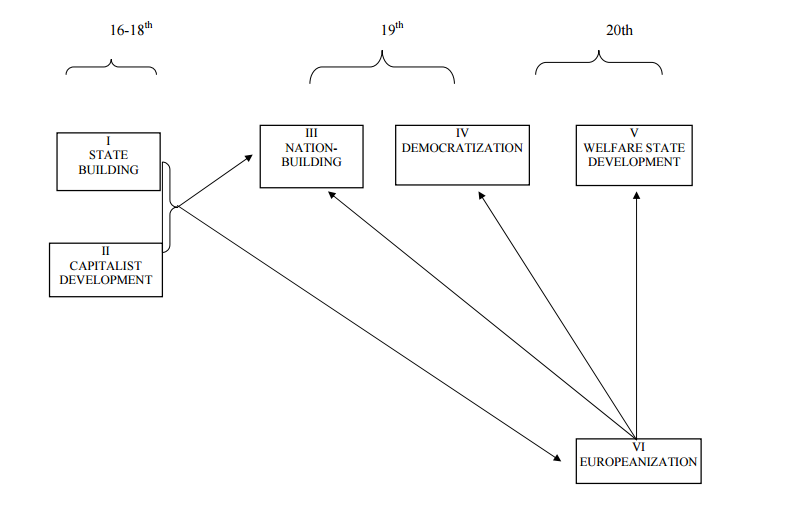 16-18th
19th
20th
I
STATE
BUILDING
II
CAPITALIST
DEVELOPMENT
III
NATION-
BUILDING
IV
DEMOCRATIZATION
V
WELFARE STATE
DEVELOPMENT
VI
EUROPEANIZATION